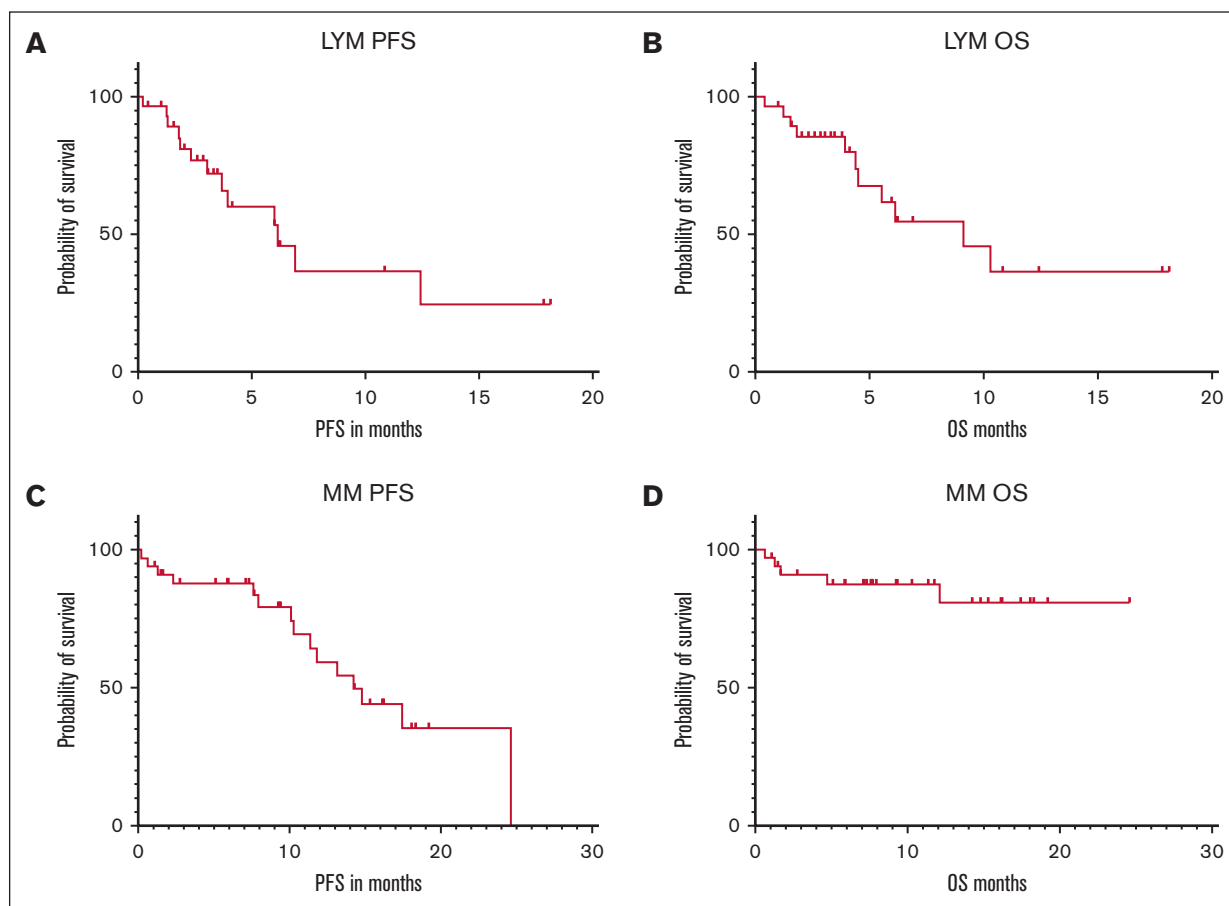 A
LYM PFS
Probability of survival
100
50
0
0 5 10 15 20
PFS in months
B
LYM OS
Probability of survival
100
50
0
0 5 10 15 20
OS months
C
MM PFS
Probability of survival
100
50
0
0 10 20 30
PFS in months
D
MM OS
Probability of survival
100
50
0
0 10 20 30
OS months